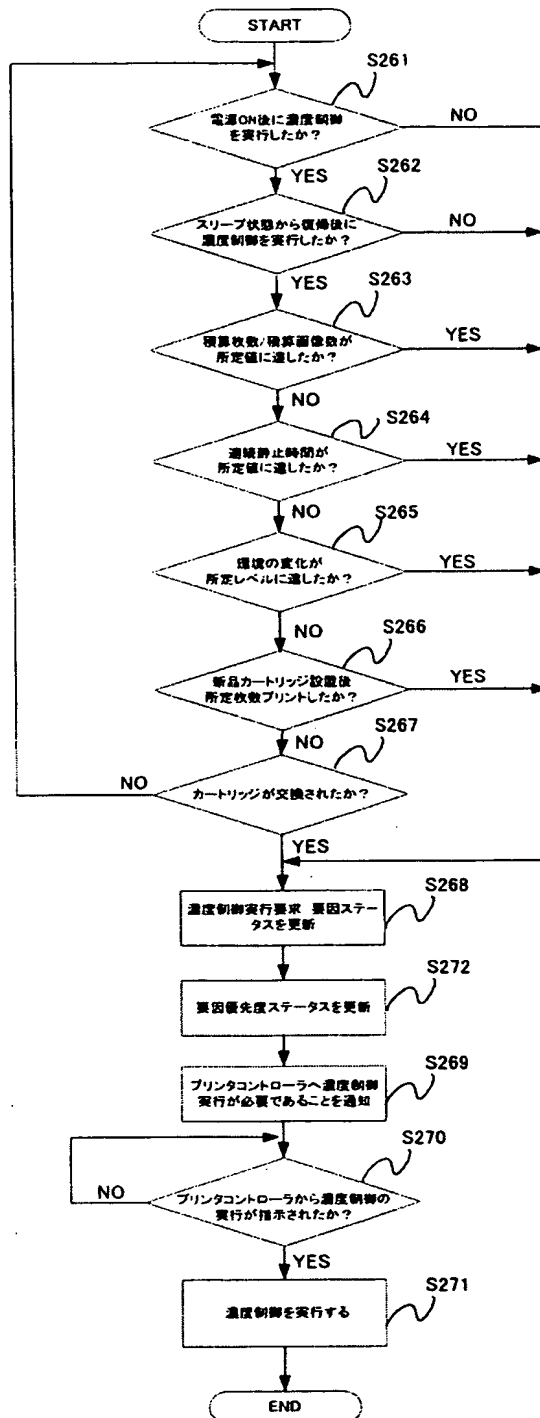 START
S261
電源ON後に濃度制御
を実行したか？
NO
YES
S262
スリープ状態から復帰後に
濃度制御を実行したか？
NO
YES
S263
積算枚数/積算画像数が
所定値に達したか？
YES
NO
S264
連続静止時間が
所定値に達したか？
YES
NO
S265
環境の変化が
所定レベルに達したか？
YES
NO
S266
新品カートリッジ設置後
所定枚数プリントしたか？
YES
NO
S267
カートリッジが交換されたか？
NO
YES
S268
濃度制御実行要求 要因ステー
タスを更新
S272
要因優先度ステータスを更新
S269
プリンタコントローラへ濃度制御
実行が必要であることを通知
S270
プリンタコントローラから濃度制御の
実行が指示されたか？
NO
YES
S271
濃度制御を実行する
END